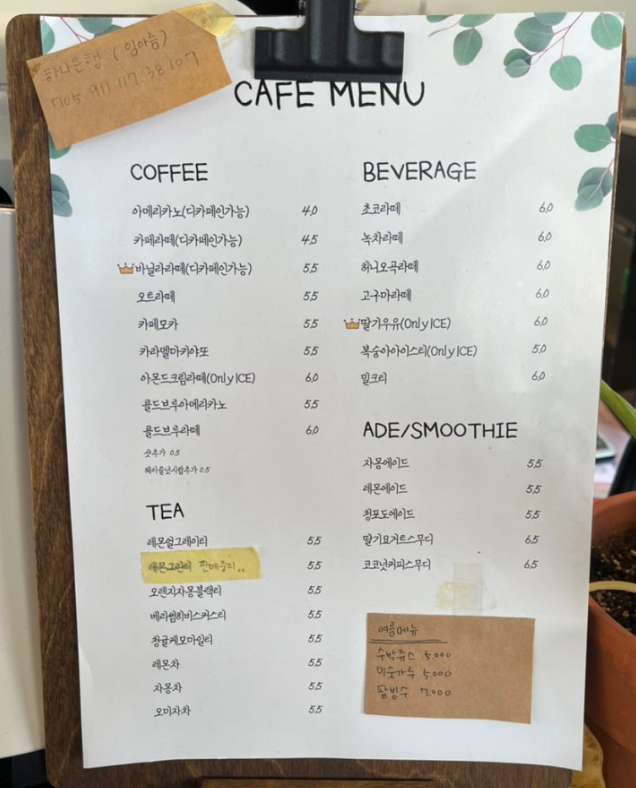 하나은행 (임아름)
705 911 117 38 107
CAFE MENU
COFFEE
아메리카노(디카페인가능) 4.0
카페라떼(디카페인가능) 4.5
바닐라라떼(디카페인가능) 5.5
오트라떼 5.5
카페모카 5.5
카라멜마키아또 5.5
아몬드크림라떼(Only ICE) 6.0
콜드브루아메리카노 5.5
콜드브루라떼 6.0
샷추가 0.5
헤이즐넛시럽추가 0.5
TEA
레몬얼그레이티 5.5
레몬그린티 판매중지.. 5.5
오렌지자몽블랙티 5.5
베리썸히비스커스티 5.5
청귤캐모마일티 5.5
레몬차 5.5
자몽차 5.5
오미자차 5.5
BEVERAGE
초코라떼 6.0
녹차라떼 6.0
허니오곡라떼 6.0
고구마라떼 6.0
딸기우유(Only ICE) 6.0
복숭아아이스티(Only ICE) 5.0
밀크티 6.0
ADE/SMOOTHIE
자몽에이드 5.5
레몬에이드 5.5
청포도에이드 5.5
딸기요거트스무디 6.5
코코넛커피스무디 6.5
여름메뉴
수박쥬스 5.000
미숫가루 5.000
팥빙수 7.000